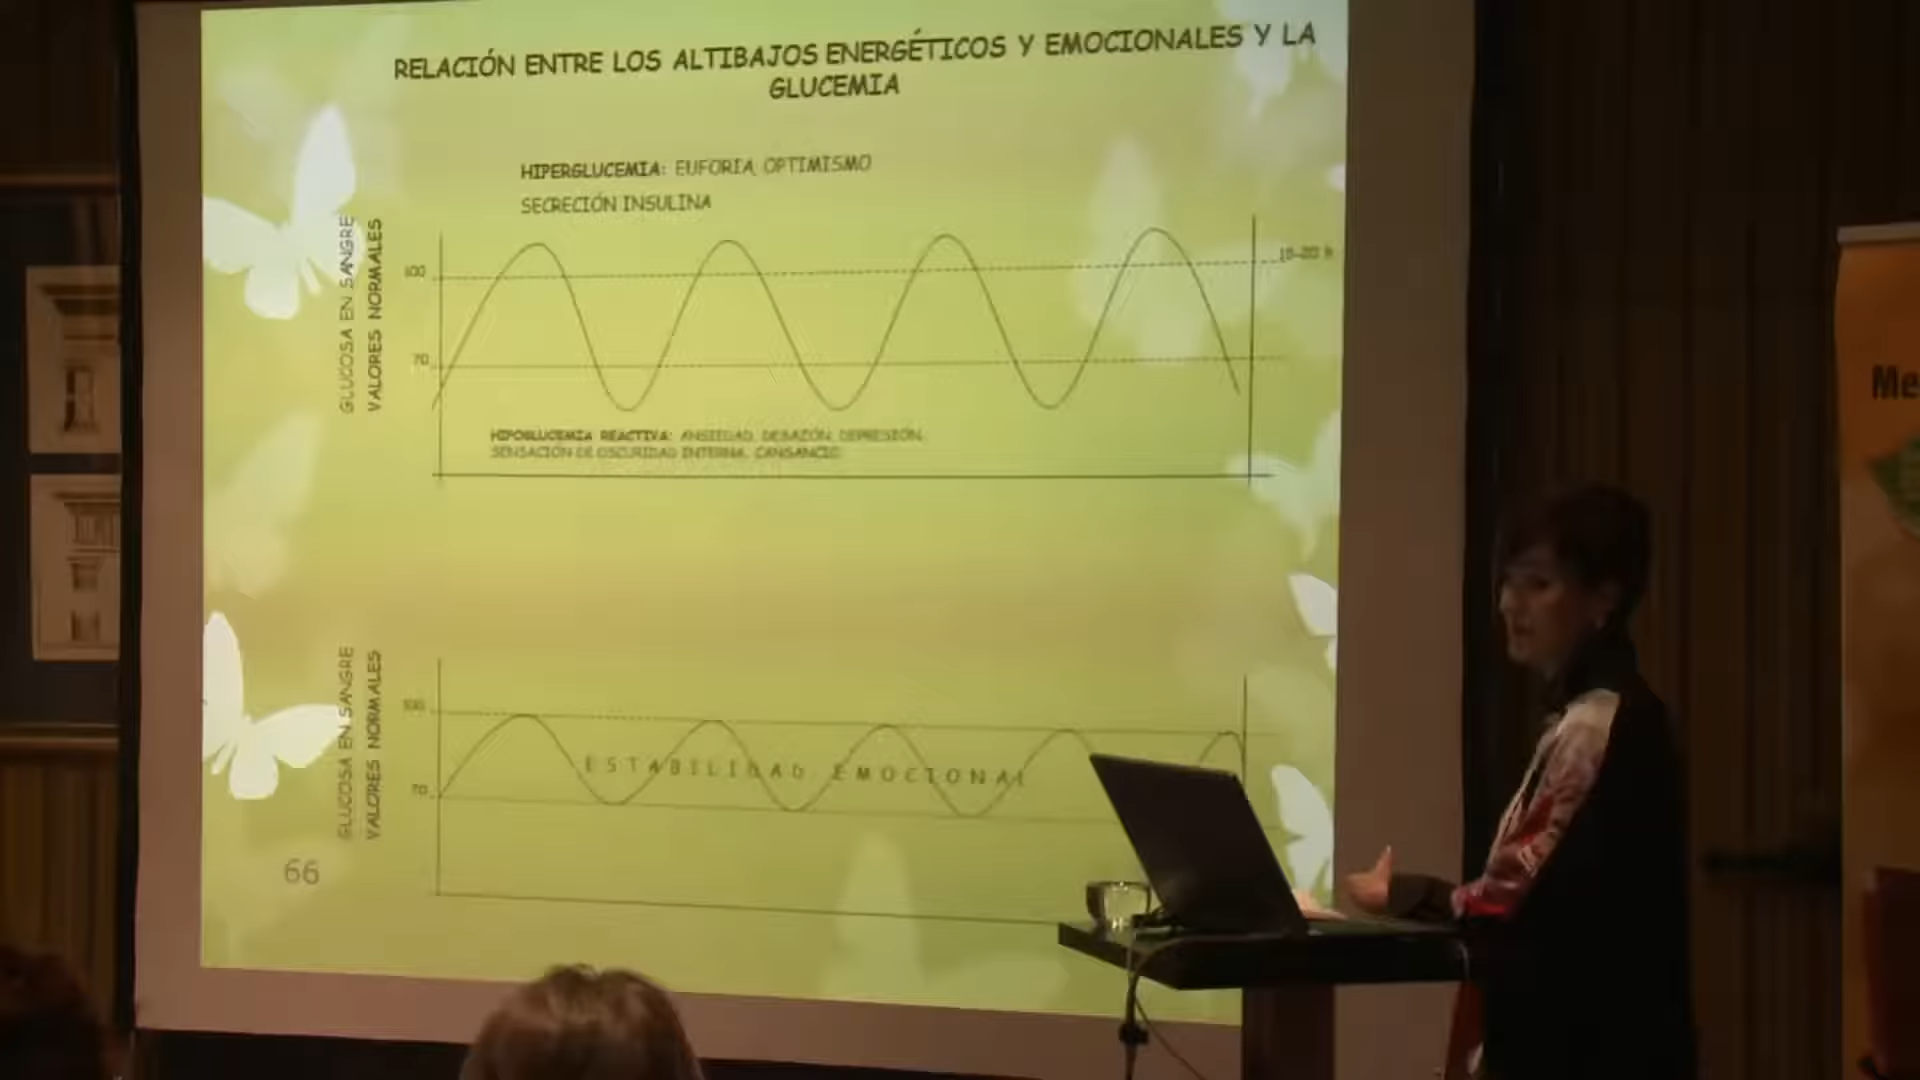 RELACIÓN ENTRE LOS ALTIBAJOS ENERGÉTICOS Y EMOCIONALES Y LA
GLUCEMIA
HIPERGLUCEMIA: EUFORIA, OPTIMISMO
SECRECIÓN INSULINA
GLUCOSA EN SANGRE
VALORES NORMALES
100
70
HIPOGLUCEMIA REACTIVA: ANSIEDAD, DESAZÓN, DEPRESIÓN,
SENSACIÓN DE OSCURIDAD INTERNA, CANSANCIO
GLUCOSA EN SANGRE
VALORES NORMALES
100
70
ESTABILIDAD EMOCIONAL
66
Me